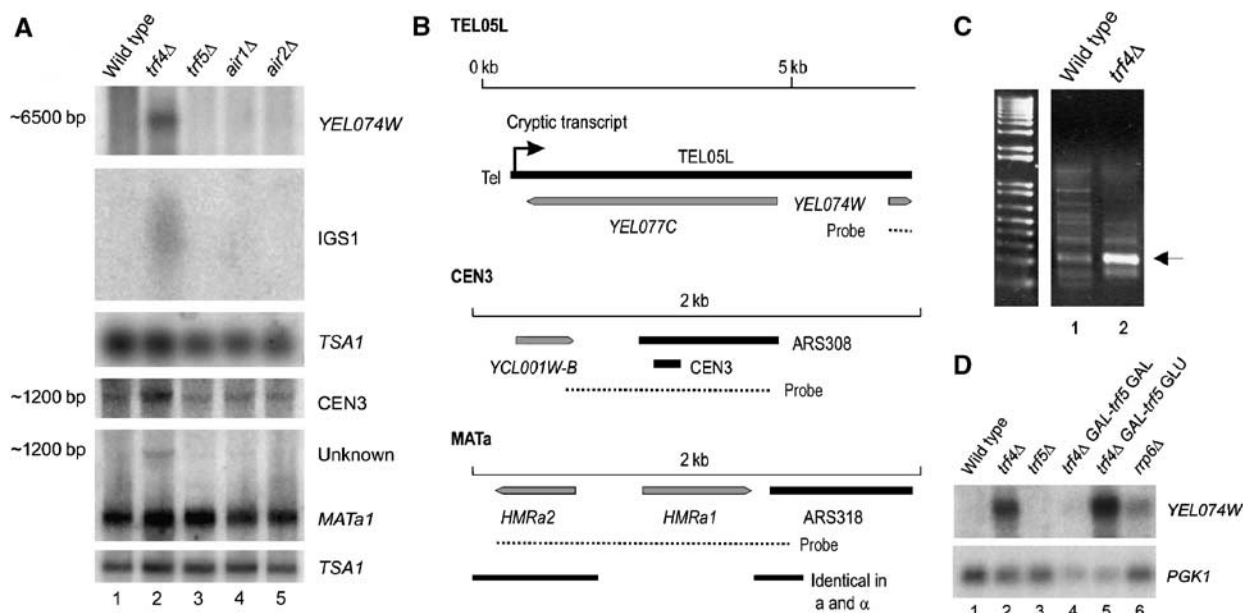 A
Wild type
trf4Δ
trf5Δ
air1Δ
air2Δ
~6500 bp
YEL074W
IGS1
TSA1
~1200 bp
CEN3
~1200 bp
Unknown
MATa1
TSA1
1 2 3 4 5
B
TEL05L
0 kb
5 kb
Cryptic transcript
TEL05L
Tel
YEL077C
YEL074W
Probe
CEN3
2 kb
YCL001W-B
ARS308
CEN3
Probe
MATa
2 kb
HMRa2
HMRa1
ARS318
Probe
Identical in
a and α
C
Wild type
trf4Δ
1 2
D
Wild type
trf4Δ
trf5Δ
trf4Δ GAL-trf5 GAL
trf4Δ GAL-trf5 GLU
rrp6Δ
YEL074W
PGK1
1 2 3 4 5 6